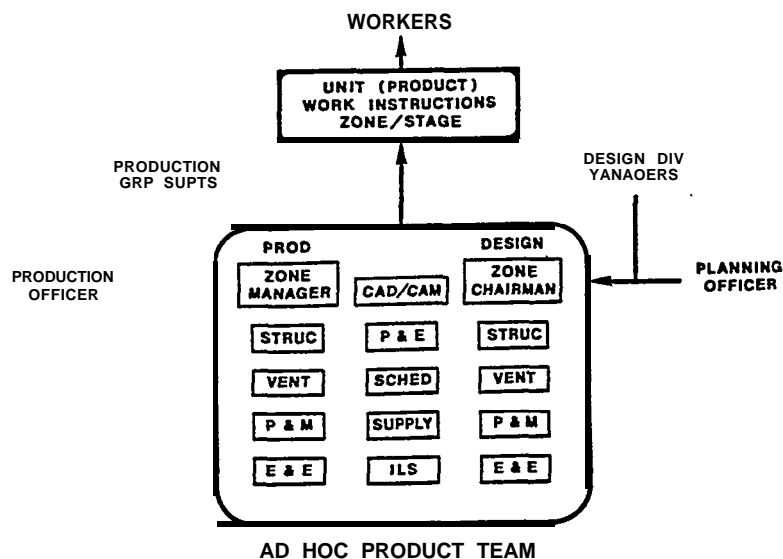 WORKERS
UNIT (PRODUCT)
WORK INSTRUCTIONS
ZONE/STAGE
PRODUCTION
GRP SUPTS
DESIGN DIV
YANAOERS
PRODUCTION
OFFICER
PLANNING
OFFICER
PROD
DESIGN
ZONE
MANAGER
CAD/CAM
ZONE
CHAIRMAN
STRUC
P & E
STRUC
VENT
SCHED
VENT
P & M
SUPPLY
P & M
E & E
ILS
E & E
AD HOC PRODUCT TEAM